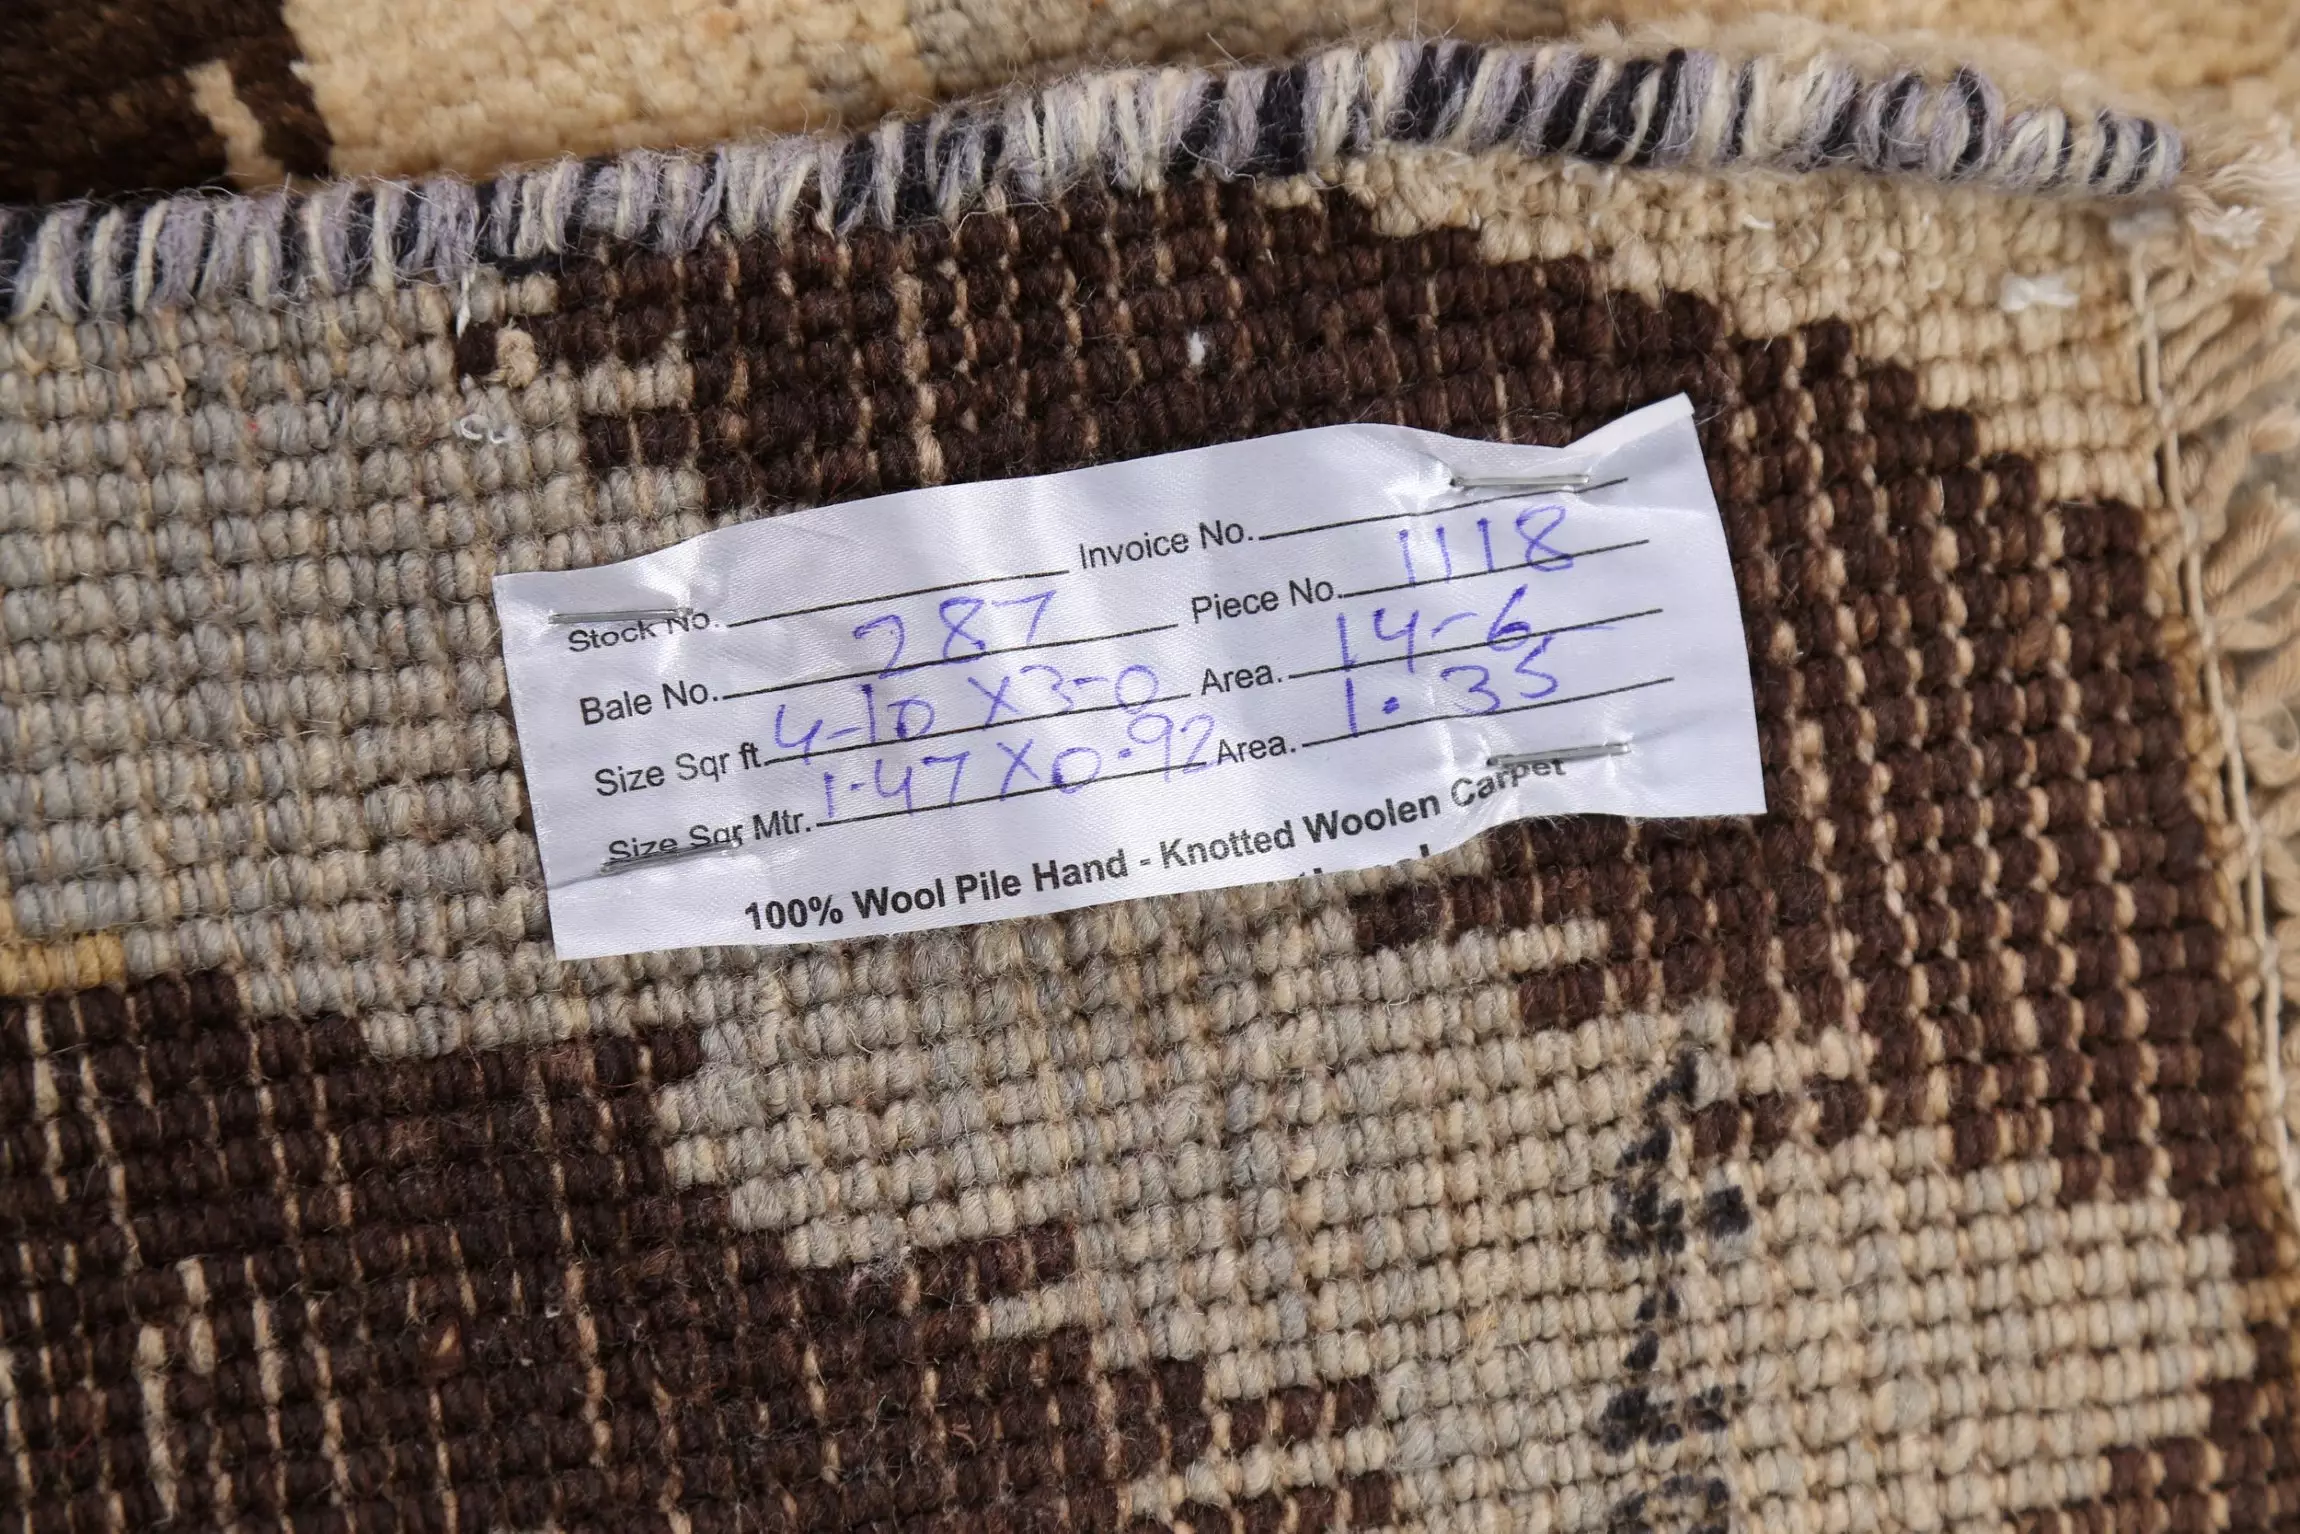 Stock No. Invoice No.
Bale No. 287 Piece No. 1118
Size Sqr ft. 4-10 X 3-0 Area. 14-6
Size Sqr Mtr. 1.47 X 0.92 Area. 1.35
100% Wool Pile Hand - Knotted Woolen Carpet